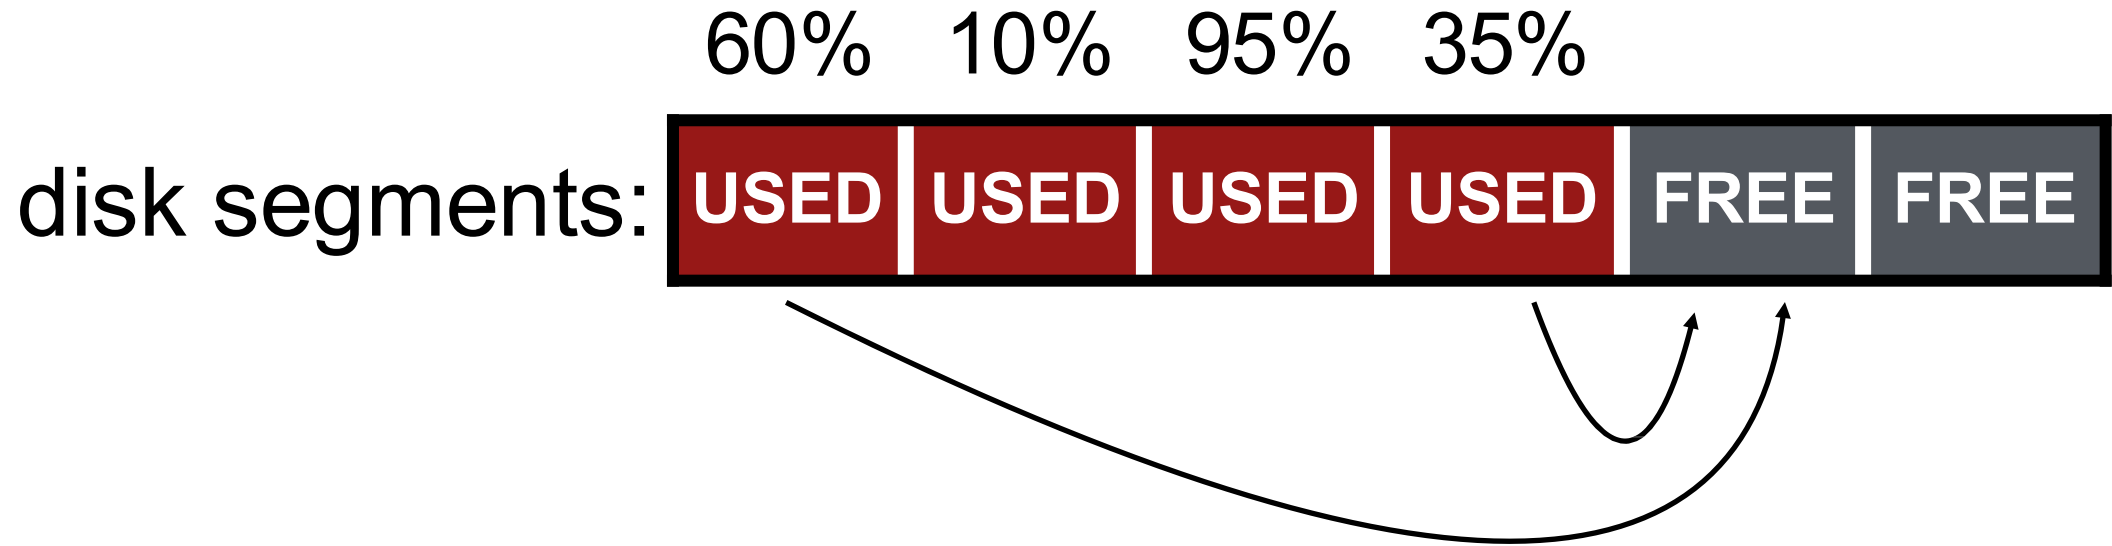 60% 10% 95% 35%
disk segments: USED USED USED USED FREE FREE